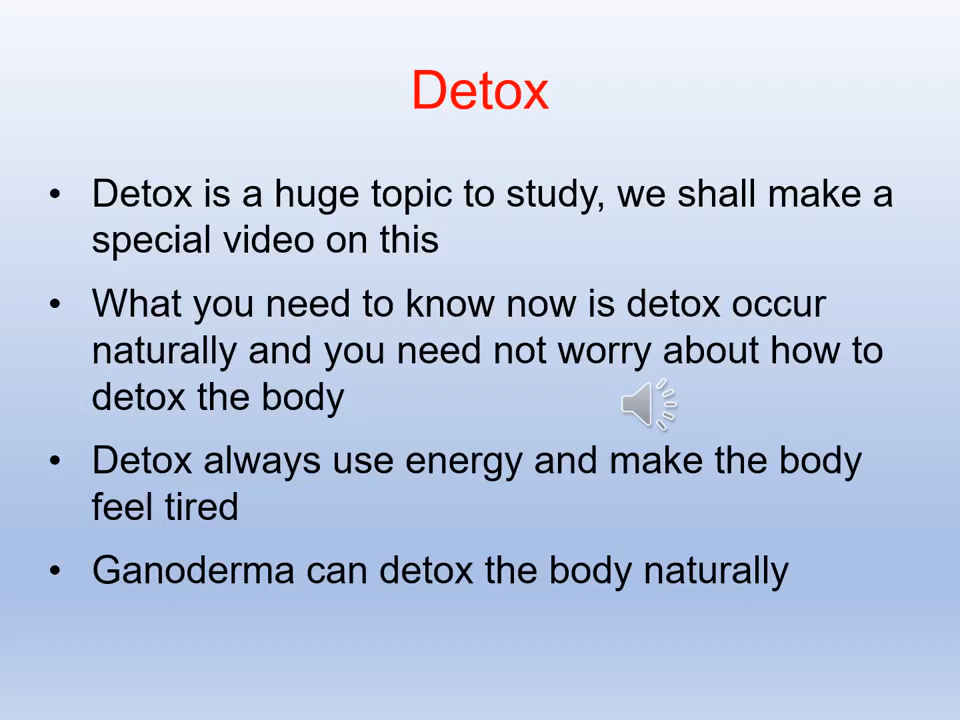 Detox
• Detox is a huge topic to study, we shall make a
special video on this
• What you need to know now is detox occur
naturally and you need not worry about how to
detox the body
• Detox always use energy and make the body
feel tired
• Ganoderma can detox the body naturally